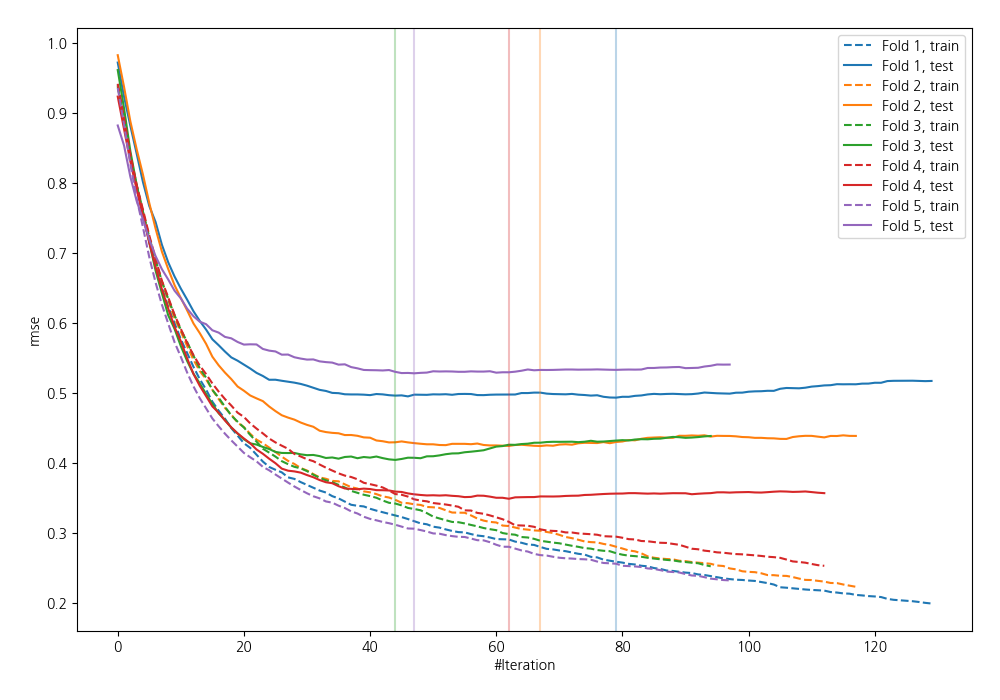 1.0
0.9
0.8
0.7
0.6
0.5
0.4
0.3
0.2
rmse
0
20
40
60
80
100
120
#Iteration
Fold 1, train
Fold 1, test
Fold 2, train
Fold 2, test
Fold 3, train
Fold 3, test
Fold 4, train
Fold 4, test
Fold 5, train
Fold 5, test